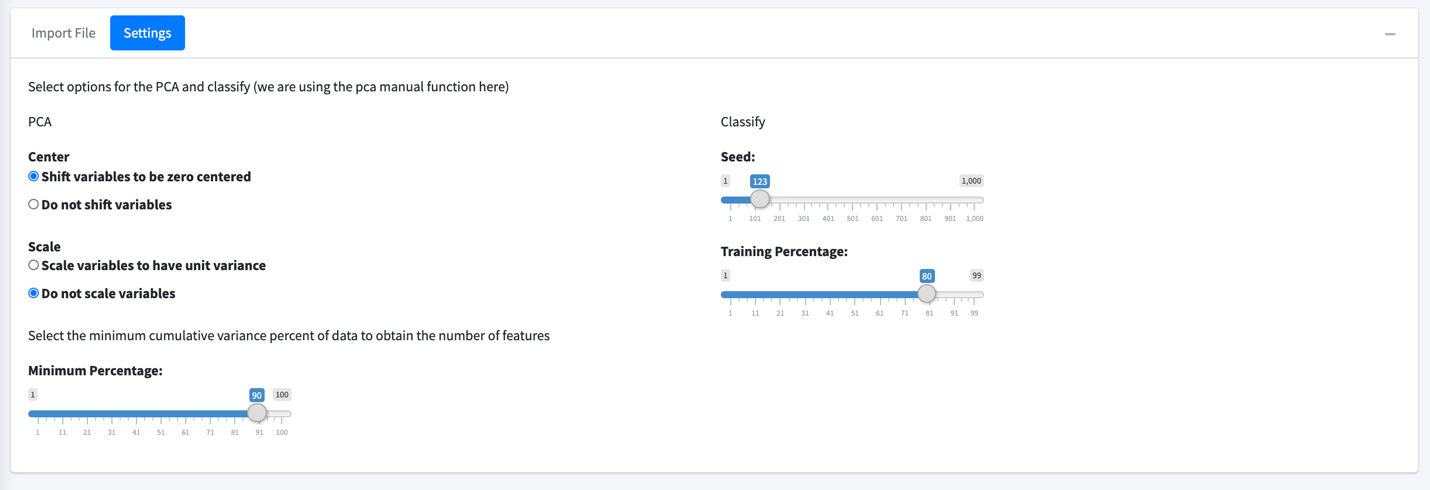 Import File
Settings
Select options for the PCA and classify (we are using the pca manual function here)
PCA
Center
Shift variables to be zero centered
Do not shift variables
Scale
Scale variables to have unit variance
Do not scale variables
Select the minimum cumulative variance percent of data to obtain the number of features
Minimum Percentage:
1 90 100
1 11 21 31 41 51 61 71 81 91 100
Classify
Seed:
1 123 1,000
1 101 201 301 401 501 601 701 801 901 1,000
Training Percentage:
1 80 99
1 11 21 31 41 51 61 71 81 91 99